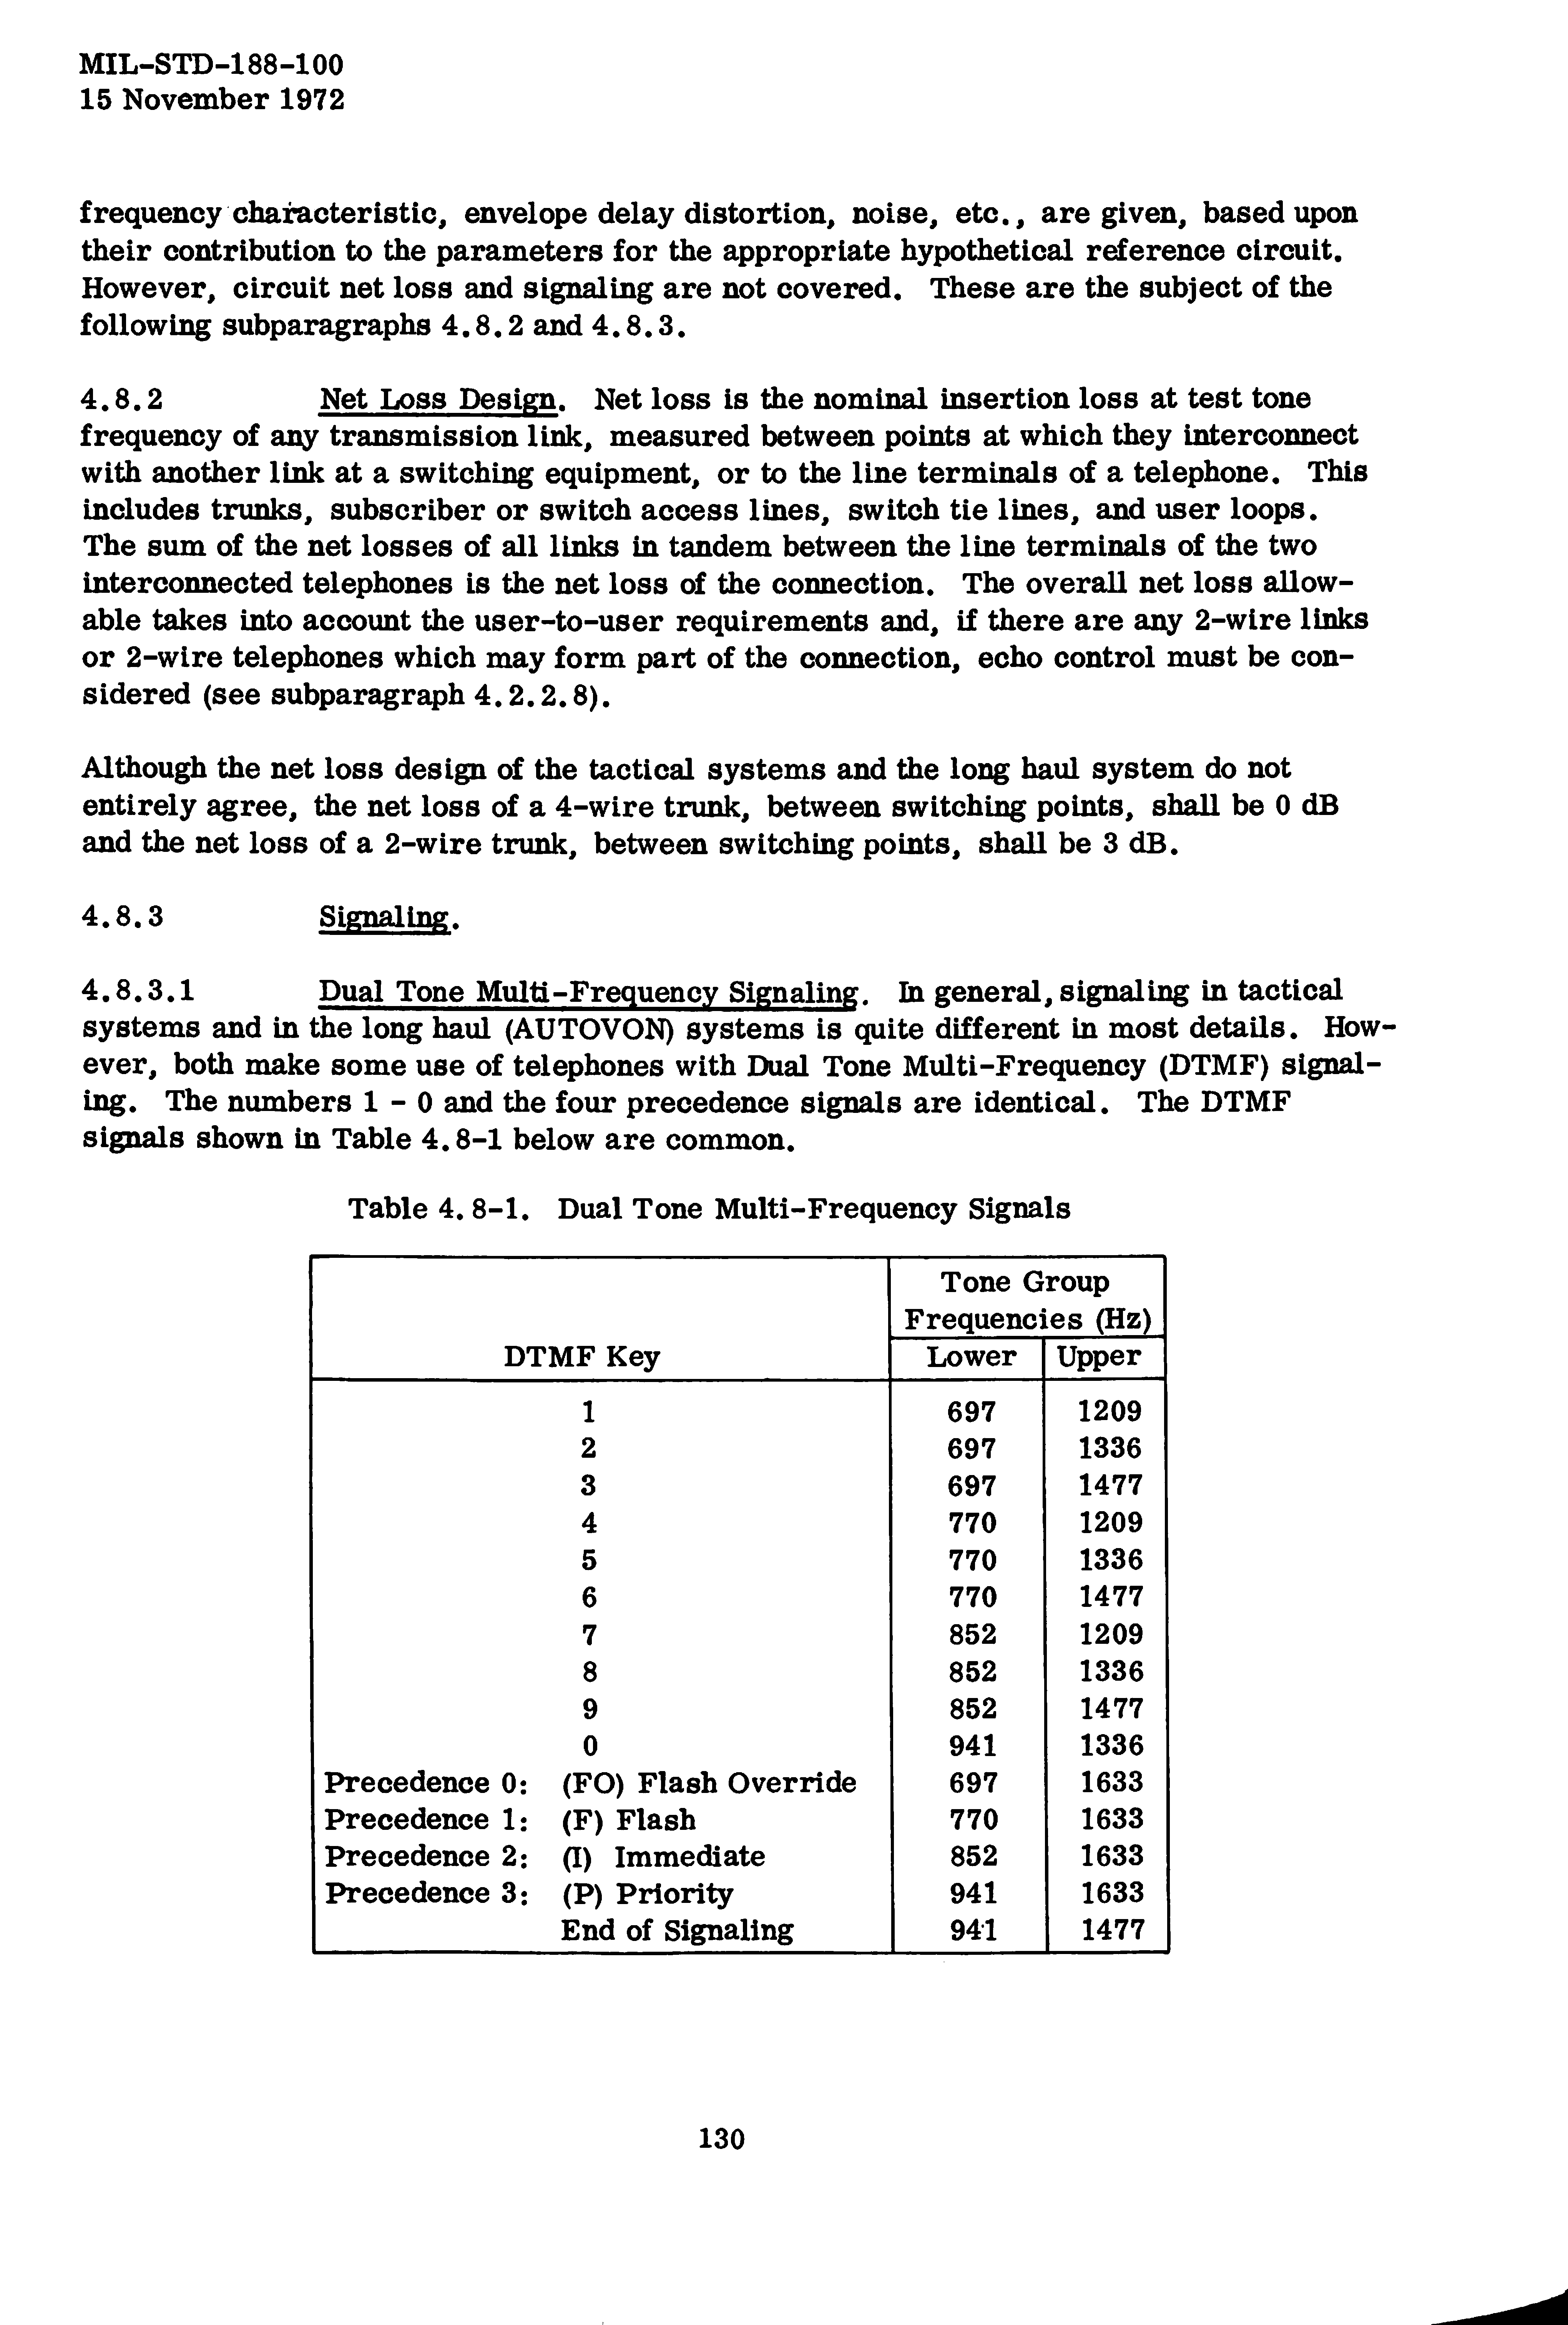 MIL-STD-188-100
15 November 1972
frequency characteristic, envelope delay distortion, noise, etc., are given, based upon
their contribution to the parameters for the appropriate hypothetical reference circuit.
However, circuit net loss and signaling are not covered. These are the subject of the
following subparagraphs 4.8.2 and 4.8.3.
4.8.2 Net Loss Design. Net loss is the nominal insertion loss at test tone
frequency of any transmission link, measured between points at which they interconnect
with another link at a switching equipment, or to the line terminals of a telephone. This
includes trunks, subscriber or switch access lines, switch tie lines, and user loops.
The sum of the net losses of all links in tandem between the line terminals of the two
interconnected telephones is the net loss of the connection. The overall net loss allow-
able takes into account the user-to-user requirements and, if there are any 2-wire links
or 2-wire telephones which may form part of the connection, echo control must be con-
sidered (see subparagraph 4.2.2.8).
Although the net loss design of the tactical systems and the long haul system do not
entirely agree, the net loss of a 4-wire trunk, between switching points, shall be 0 dB
and the net loss of a 2-wire trunk, between switching points, shall be 3 dB.
4.8.3 Signaling.
4.8.3.1 Dual Tone Multi-Frequency Signaling. In general, signaling in tactical
systems and in the long haul (AUTOVON) systems is quite different in most details. How-
ever, both make some use of telephones with Dual Tone Multi-Frequency (DTMF) signal-
ing. The numbers 1 - 0 and the four precedence signals are identical. The DTMF
signals shown in Table 4.8-1 below are common.
Table 4.8-1. Dual Tone Multi-Frequency Signals
Tone Group
Frequencies (Hz)
DTMF Key Lower Upper
1 697 1209
2 697 1336
3 697 1477
4 770 1209
5 770 1336
6 770 1477
7 852 1209
8 852 1336
9 852 1477
0 941 1336
Precedence 0: (FO) Flash Override 697 1633
Precedence 1: (F) Flash 770 1633
Precedence 2: (I) Immediate 852 1633
Precedence 3: (P) Priority 941 1633
End of Signaling 941 1477
130